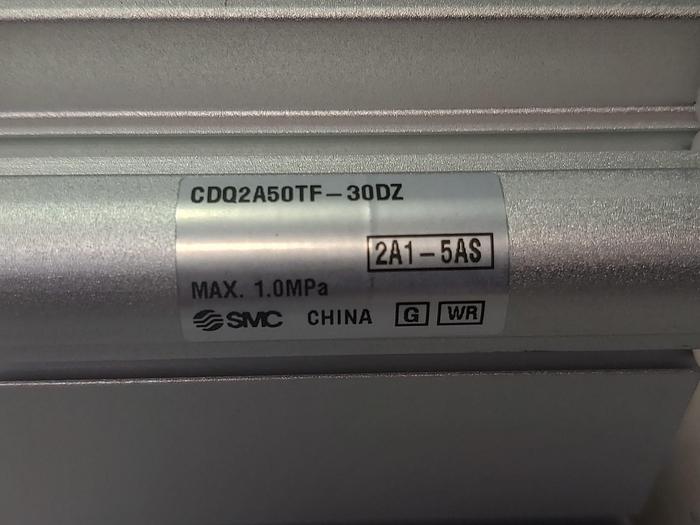 CDQ2A50TF-30DZ
2A1-5AS
MAX. 1.0MPa
SMC CHINA G WR